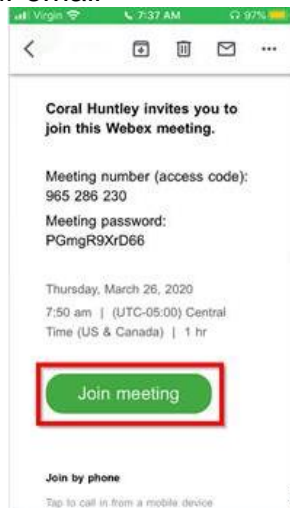 email
Virgin 7:37 AM 97%
Coral Huntley invites you to
join this Webex meeting.
Meeting number (access code):
965 286 230
Meeting password:
PGmgR9XrD66
Thursday, March 26, 2020
7:50 am | (UTC-05:00) Central
Time (US & Canada) | 1 hr
Join meeting
Join by phone
Tap to call in from a mobile device